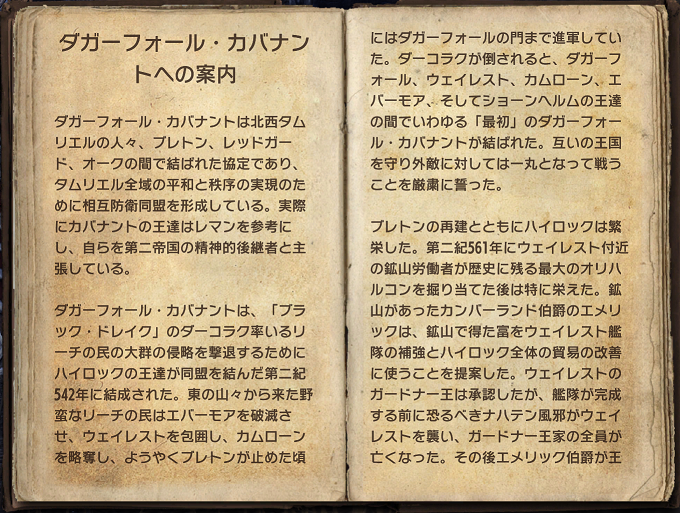 ダガーフォール・カバナン
トへの案内
ダガーフォール・カバナントは北西タム
リエルの人々、ブレトン、レッドガー
ド、オークの間で結ばれた協定であり、
タムリエル全域の平和と秩序の実現のた
めに相互防衛同盟を形成している。実際
にカバナントの王達はレマンを参考に
し、自らを第二帝国の精神的後継者と主
張している。
ダガーフォール・カバナントは、「ブラ
ック・ドレイク」のダーコラク率いるリ
ーチの民の大群の侵略を撃退するために
ハイロックの王達が同盟を結んだ第二紀
542年に結成された。東の山々から来た野
蛮なリーチの民はエバーモアを破滅さ
せ、ウェイレストを包囲し、カムローン
を略奪し、ようやくブレトンが止めた頃
にはダガーフォールの門まで進軍してい
た。ダーコラクが倒されると、ダガーフ
ォール、ウェイレスト、カムローン、エ
バーモア、そしてショーンヘルムの王達
の間でいわゆる「最初」のダガーフォー
ル・カバナントが結ばれた。互いの王国
を守り外敵に対しては一丸となって戦う
ことを厳粛に誓った。
ブレトンの再建とともにハイロックは繁
栄した。第二紀561年にウェイレスト付近
の鉱山労働者が歴史に残る最大のオリハ
ルコンを掘り当てた後は特に栄えた。鉱
山があったカンバーランド伯爵のエメリ
ックは、鉱山で得た富をウェイレスト艦
隊の補強とハイロック全体の貿易の改善
に使うことを提案した。ウェイレストの
ガードナー王は承認したが、艦隊が完成
する前に恐るべきナハテン風邪がウェイ
レストを襲い、ガードナー王家の全員が
亡くなった。その後エメリック伯爵が王